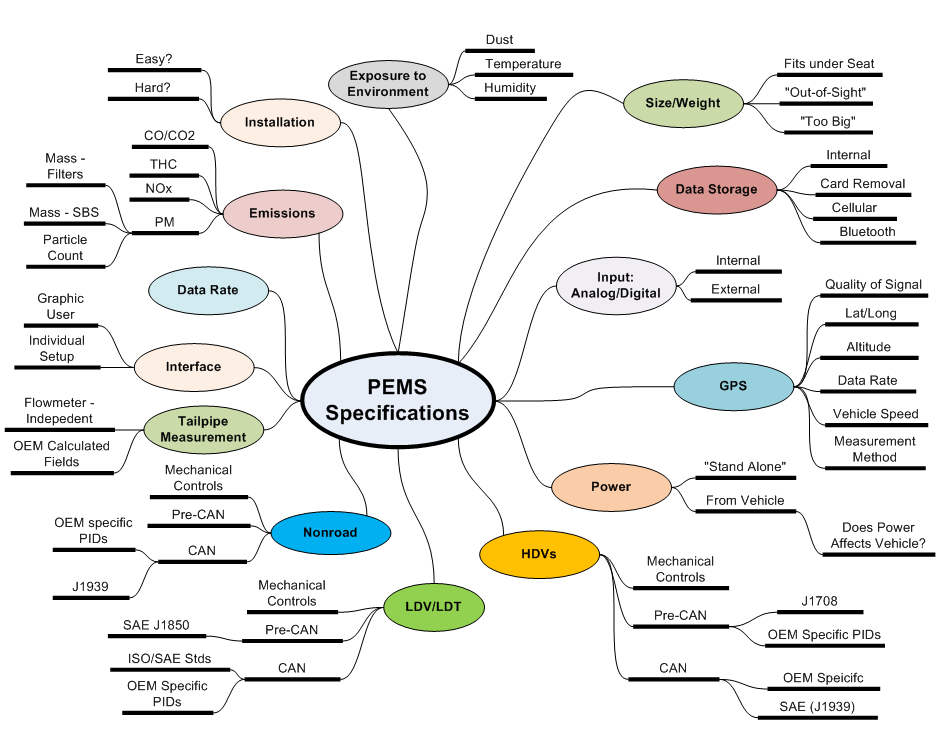 PEMS
Specifications
Exposure to
Environment
Dust
Temperature
Humidity
Size/Weight
Fits under Seat
"Out-of-Sight"
"Too Big"
Data Storage
Internal
Card Removal
Cellular
Bluetooth
Input:
Analog/Digital
Internal
External
GPS
Quality of Signal
Lat/Long
Altitude
Data Rate
Vehicle Speed
Measurement
Method
Power
"Stand Alone"
From Vehicle
Does Power
Affects Vehicle?
HDVs
Mechanical
Controls
Pre-CAN
J1708
OEM Specific PIDs
CAN
OEM Speicifc
SAE (J1939)
LDV/LDT
Mechanical
Controls
Pre-CAN
SAE J1850
CAN
ISO/SAE Stds
OEM Specific
PIDs
Nonroad
Mechanical
Controls
Pre-CAN
CAN
OEM specific
PIDs
J1939
Tailpipe
Measurement
Flowmeter -
Indepedent
OEM Calculated
Fields
Interface
Graphic
User
Individual
Setup
Data Rate
Emissions
CO/CO2
THC
NOx
PM
Mass -
Filters
Mass - SBS
Particle
Count
Installation
Easy?
Hard?